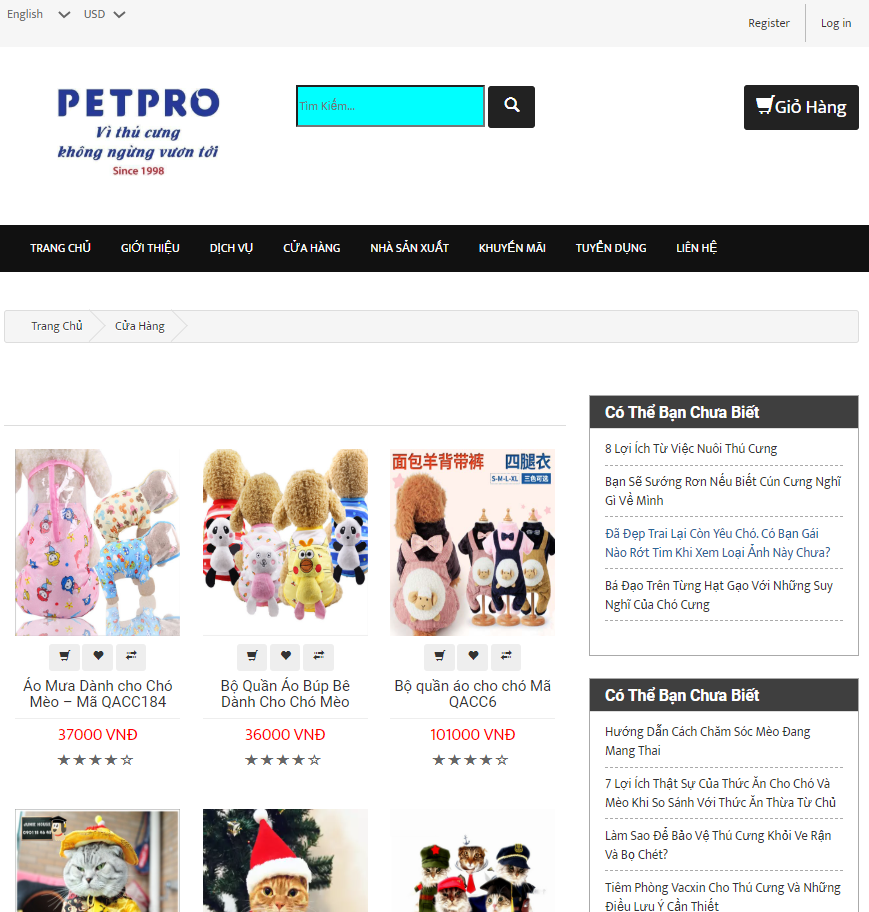 English
USD
Register
Log in
PETPRO
Vì thú cưng
không ngừng vươn tới
Since 1998
Tìm Kiếm...
Giỏ Hàng
TRANG CHỦ
GIỚI THIỆU
DỊCH VỤ
CỬA HÀNG
NHÀ SẢN XUẤT
KHUYẾN MÃI
TUYỂN DỤNG
LIÊN HỆ
Trang Chủ
Cửa Hàng
面包羊背带裤
四腿衣
S-M-L-XL
三色可选
Áo Mưa Dành cho Chó
Mèo – Mã QACC184
37000 VNĐ
Bộ Quần Áo Búp Bê
Dành Cho Chó Mèo
36000 VNĐ
Bộ quần áo cho chó Mã
QACC6
101000 VNĐ
Có Thể Bạn Chưa Biết
8 Lợi Ích Từ Việc Nuôi Thú Cưng
Bạn Sẽ Sướng Rơn Nếu Biết Cún Cưng Nghĩ
Gì Về Mình
Đã Đẹp Trai Lại Còn Yêu Chó, Cô Bạn Gái
Nào Rớt Tim Khi Xem Loại Ảnh Này Chưa?
Bá Đạo Trên Từng Hạt Gạo Với Những Suy
Nghĩ Của Chó Cưng
Có Thể Bạn Chưa Biết
Hướng Dẫn Cách Chăm Sóc Mèo Đang
Mang Thai
7 Lợi Ích Thật Sự Của Thức Ăn Cho Chó Và
Mèo Khi So Sánh Với Thức Ăn Thừa Từ Chủ
Làm Sao Để Bảo Vệ Thú Cưng Khỏi Ve Rận
Và Bọ Chét?
Tiêm Phòng Vacxin Cho Thú Cưng Và Những
Điều Lưu Ý Cần Thiết